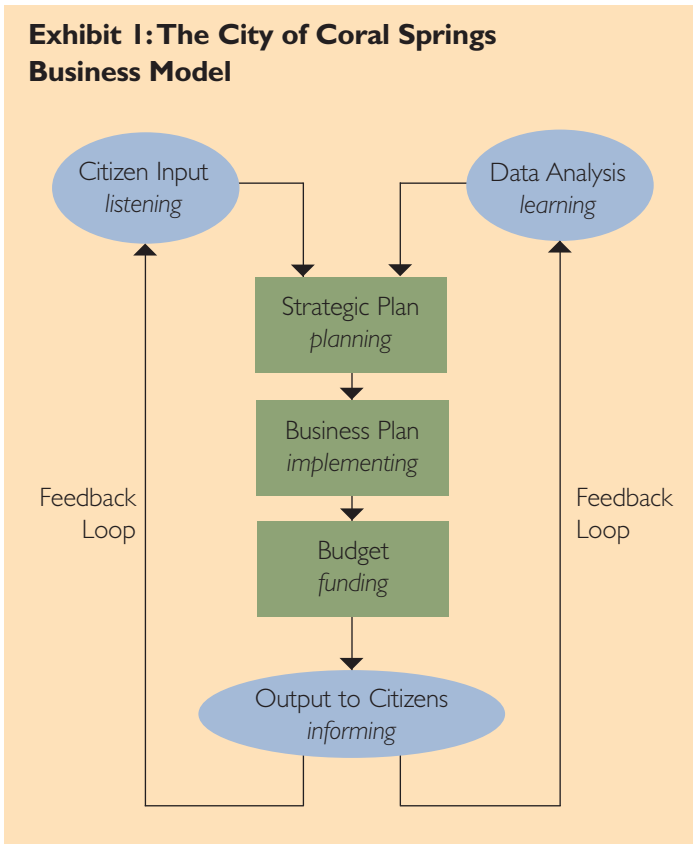 Exhibit 1: The City of Coral Springs
Business Model
Citizen Input
listening
Data Analysis
learning
Strategic Plan
planning
Business Plan
implementing
Feedback
Loop
Feedback
Loop
Budget
funding
Output to Citizens
informing